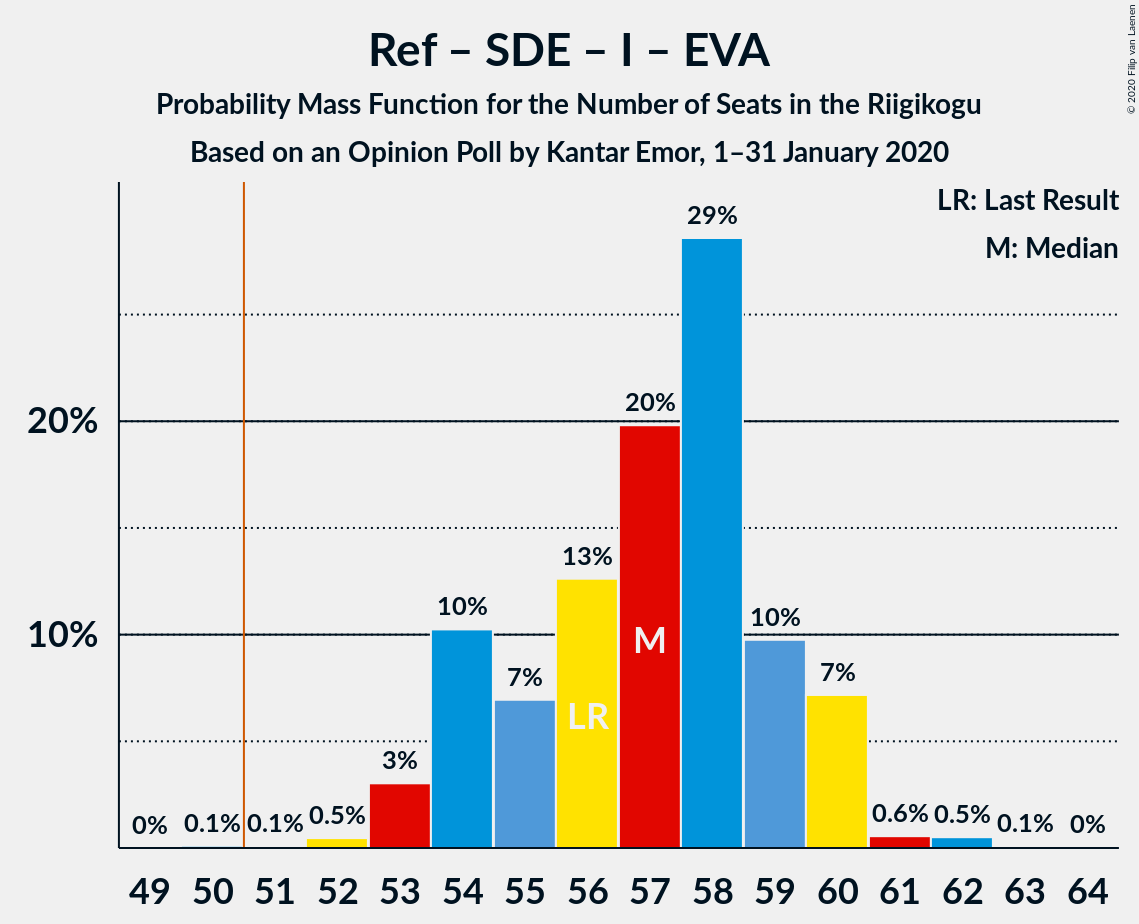 Ref – SDE – I – EVA
Probability Mass Function for the Number of Seats in the Riigikogu
Based on an Opinion Poll by Kantar Emor, 1–31 January 2020
© 2020 Filip van Laenen
LR: Last Result
M: Median
20%
10%
0% 0.1% 0.1% 0.5% 3% 10% 7% 13% 20% 29% 10% 7% 0.6% 0.5% 0.1% 0%
LR
M
49 50 51 52 53 54 55 56 57 58 59 60 61 62 63 64